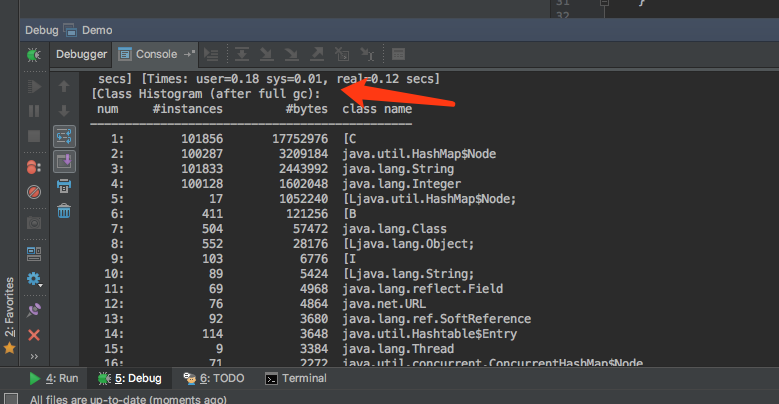 31 }
32
Debug Demo
Debugger Console
secs] [Times: user=0.18 sys=0.01, real=0.12 secs]
[Class Histogram (after full gc):
num #instances #bytes class name
----------------------------------------------
1: 101856 17752976 [C
2: 100287 3209184 java.util.HashMap$Node
3: 101833 2443992 java.lang.String
4: 100128 1602048 java.lang.Integer
5: 17 1052240 [Ljava.util.HashMap$Node;
6: 411 121256 [B
7: 504 57472 java.lang.Class
8: 552 28176 [Ljava.lang.Object;
9: 103 6776 [I
10: 89 5424 [Ljava.lang.String;
11: 69 4968 java.lang.reflect.Field
12: 76 4864 java.net.URL
13: 92 3680 java.lang.ref.SoftReference
14: 114 3648 java.util.Hashtable$Entry
15: 9 3384 java.lang.Thread
16: 71 2272 java.util.concurrent.ConcurrentHashMap$Node
2: Favorites
4: Run 5: Debug 6: TODO Terminal
All files are up-to-date (moments ago)